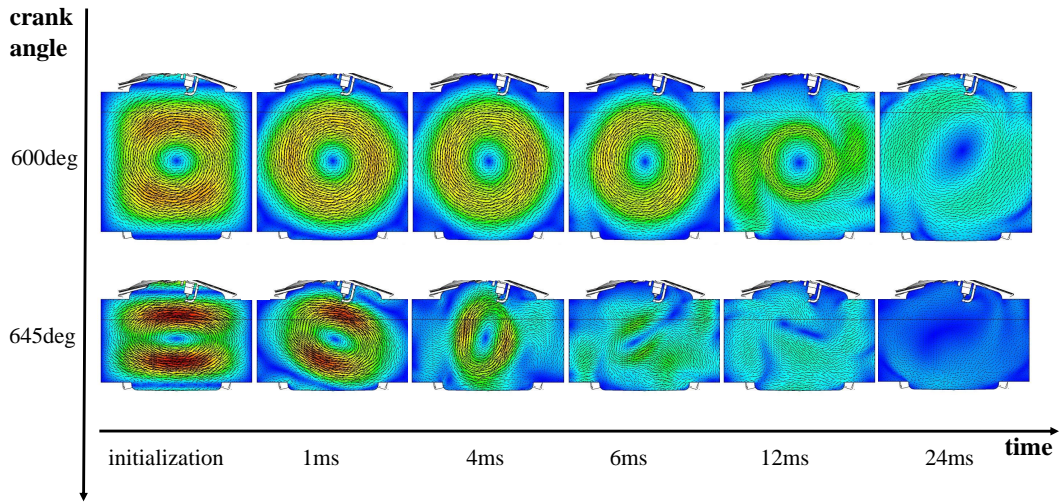 crank
angle
600deg
645deg
time
initialization 1ms 4ms 6ms 12ms 24ms